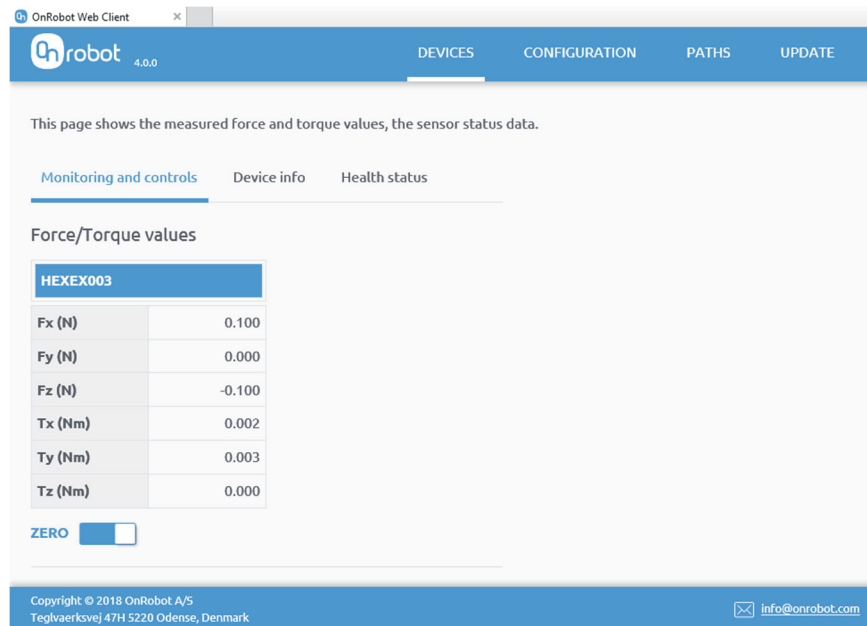 OnRobot Web Client
OnRobot 4.0.0
DEVICES CONFIGURATION PATHS UPDATE
This page shows the measured force and torque values, the sensor status data.
Monitoring and controls Device info Health status
Force/Torque values
HEXEX003
Fx (N) 0.100
Fy (N) 0.000
Fz (N) -0.100
Tx (Nm) 0.002
Ty (Nm) 0.003
Tz (Nm) 0.000
ZERO
Copyright © 2018 OnRobot A/S
Teglvaerksvej 47H 5220 Odense, Denmark
info@onrobot.com